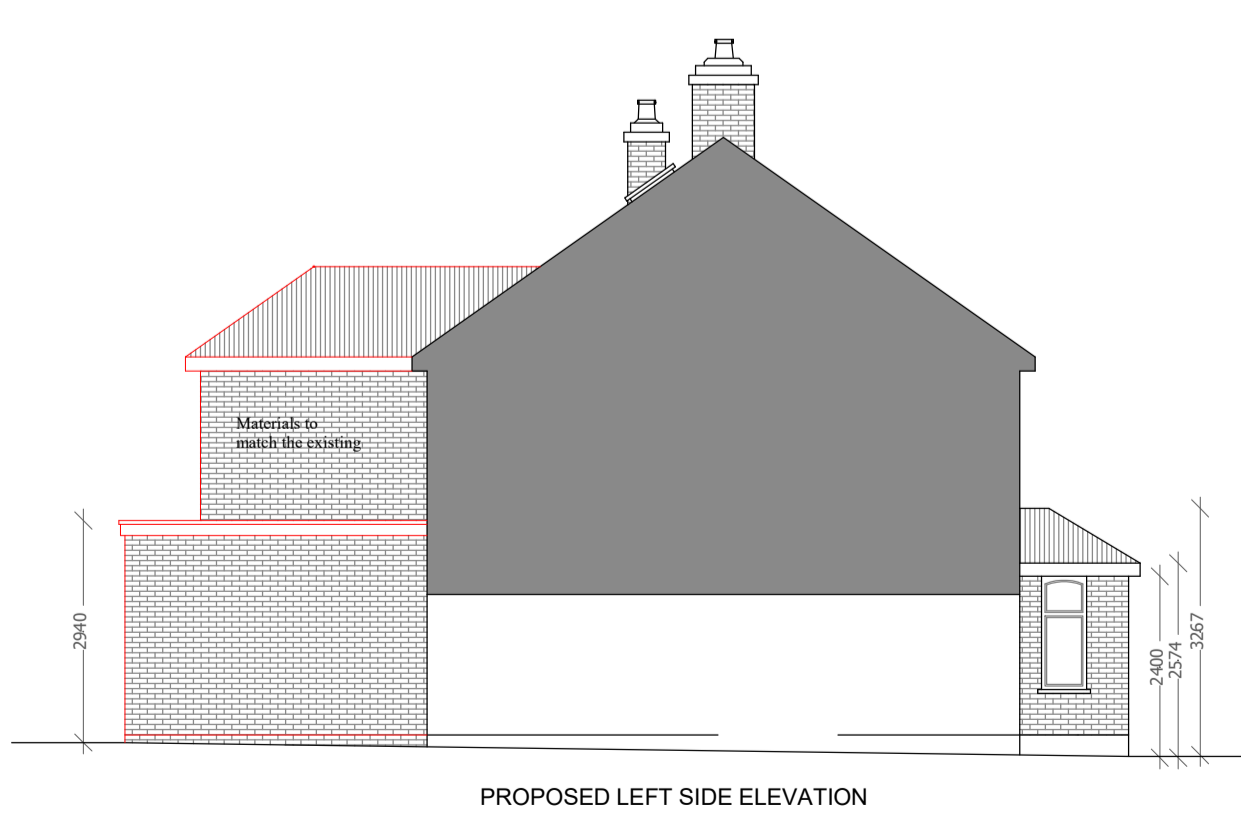 Materials to
match the existing
2940
2400
2574
3267
PROPOSED LEFT SIDE ELEVATION